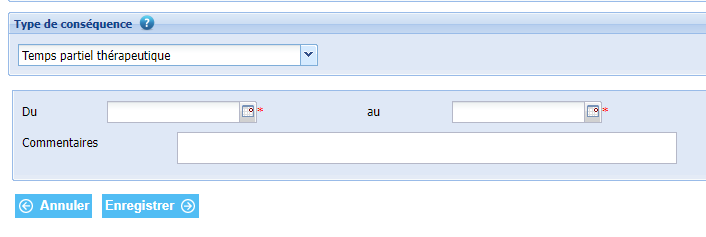 Type de conséquence ?
Temps partiel thérapeutique
Du * au *
Commentaires
Annuler Enregistrer